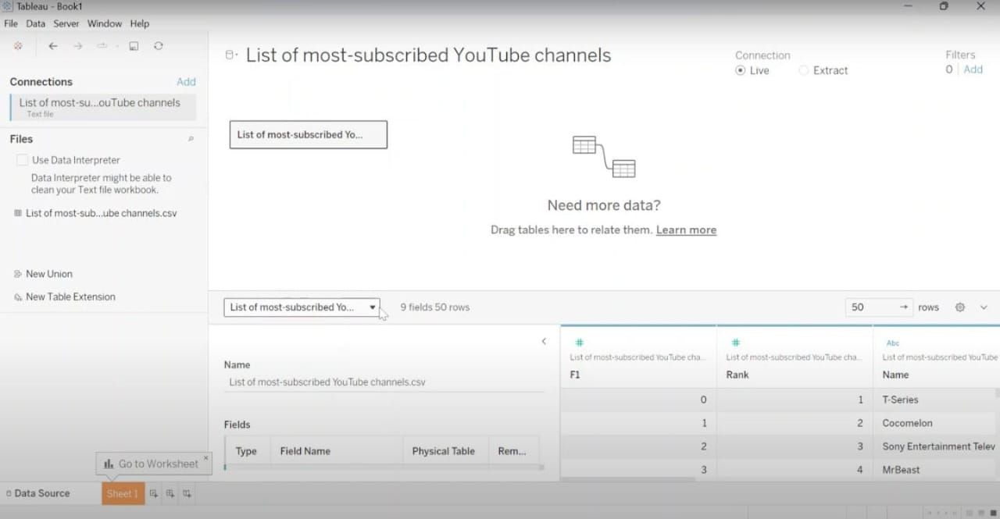 Tableau - Book1
File Data Server Window Help
Connections Add
List of most-su...ouTube channels
Text file
Files
Use Data Interpreter
Data Interpreter might be able to
clean your Text file workbook.
List of most-sub...ube channels.csv
New Union
New Table Extension
List of most-subscribed YouTube channels
Connection
Live Extract
Filters
0 Add
List of most-subscribed Yo...
Need more data?
Drag tables here to relate them. Learn more
List of most-subscribed Yo... 9 fields 50 rows 50 → rows
Name
List of most-subscribed YouTube channels.csv
Fields
Type Field Name Physical Table Rem...
# # Abc
List of most-subscribed YouTube cha... List of most-subscribed YouTube cha... List of most-subscribed YouTube
F1 Rank Name
0 1 T-Series
1 2 Cocomelon
2 3 Sony Entertainment Telev
3 4 MrBeast
Go to Worksheet
Data Source Sheet 1